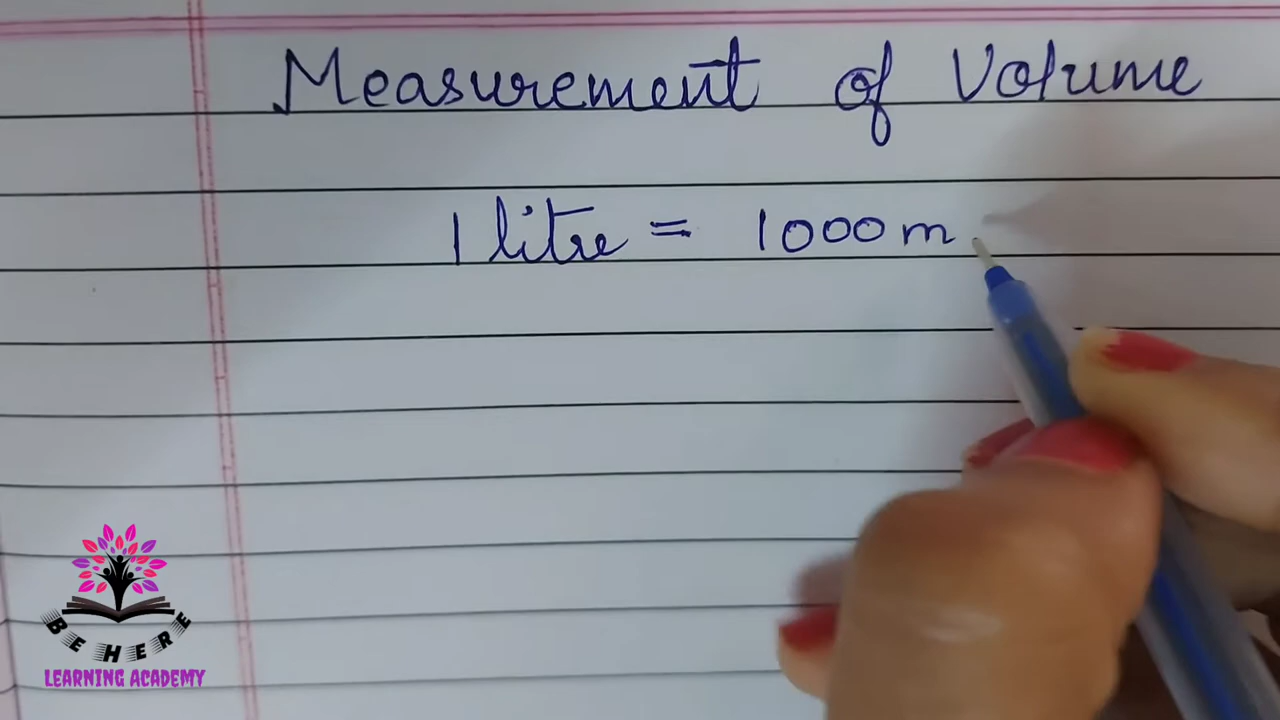 Measurement of Volume
1 litre = 1000 m
BE HERE
LEARNING ACADEMY